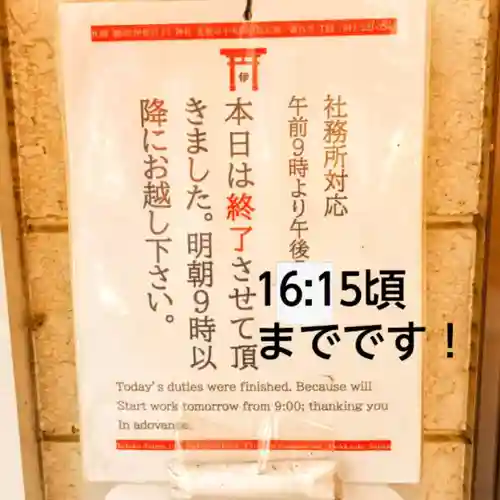 伊
社務所対応
午前9時より午後
本日は終了させて頂
きました。明朝9時以
降にお越し下さい。
16:15頃
までです！
Today's duties were finished. Because will
Start work tomorrow from 9:00; thanking you
In adovance.